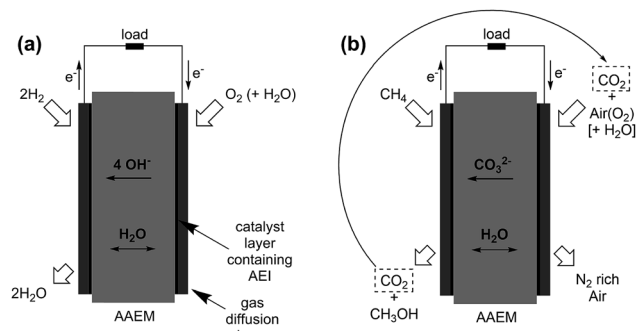 (a)
load
e-
e-
2H2
O2 (+ H2O)
4 OH-
H2O
catalyst
layer
containing
AEI
gas
diffusion
2H2O
AAEM
(b)
load
e-
e-
CH4
CO2
+
Air(O2)
[+ H2O]
CO3 2-
H2O
CO2
+
CH3OH
N2 rich
Air
AAEM